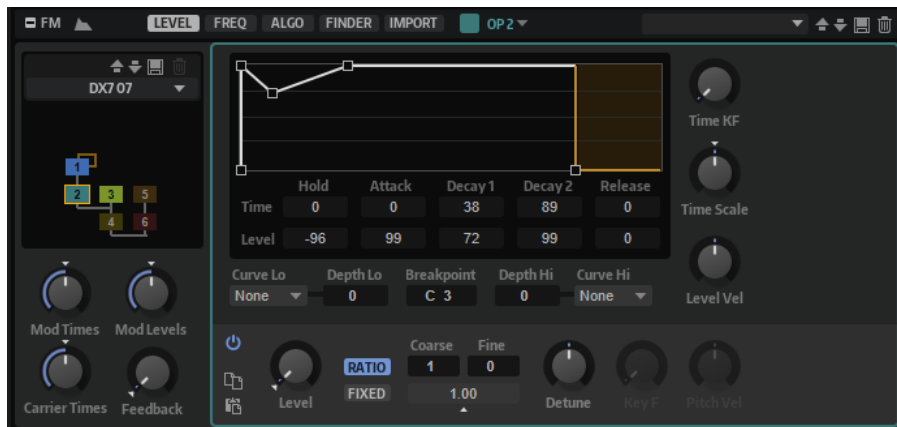 FM LEVEL FREQ ALGO FINDER IMPORT OP 2
DX7 07
1
2 3 5
4 6
Mod Times Mod Levels
Carrier Times Feedback
Hold Attack Decay 1 Decay 2 Release
Time 0 0 38 89 0
Level -96 99 72 99 0
Curve Lo Depth Lo Breakpoint Depth Hi Curve Hi
None 0 C 3 0 None
Time KF
Time Scale
Level Vel
Coarse Fine
RATIO 1 0
FIXED 1.00
Level Detune Key F Pitch Vel